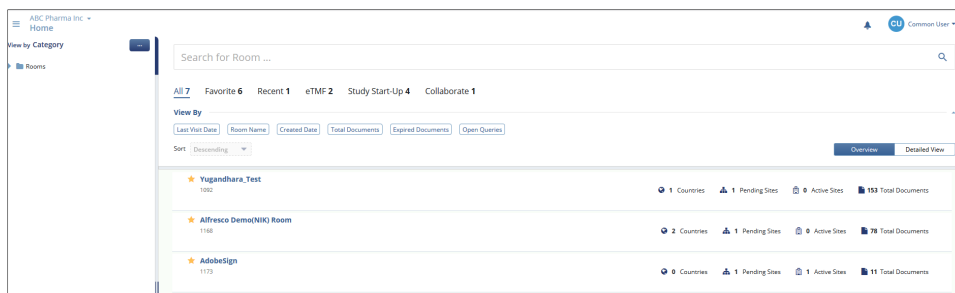 ABC Pharma Inc
Home
CU Common User
View by Category
...
Rooms
Search for Room ...
All 7 Favorite 6 Recent 1 eTMF 2 Study Start-Up 4 Collaborate 1
View By
Last Visit Date Room Name Created Date Total Documents Expired Documents Open Queries
Sort Descending
Overview Detailed View
Yugandhara_Test
1092
1 Countries 1 Pending Sites 0 Active Sites 153 Total Documents
Alfresco Demo(NIK) Room
1168
2 Countries 1 Pending Sites 0 Active Sites 78 Total Documents
AdobeSign
1173
0 Countries 1 Pending Sites 1 Active Sites 11 Total Documents